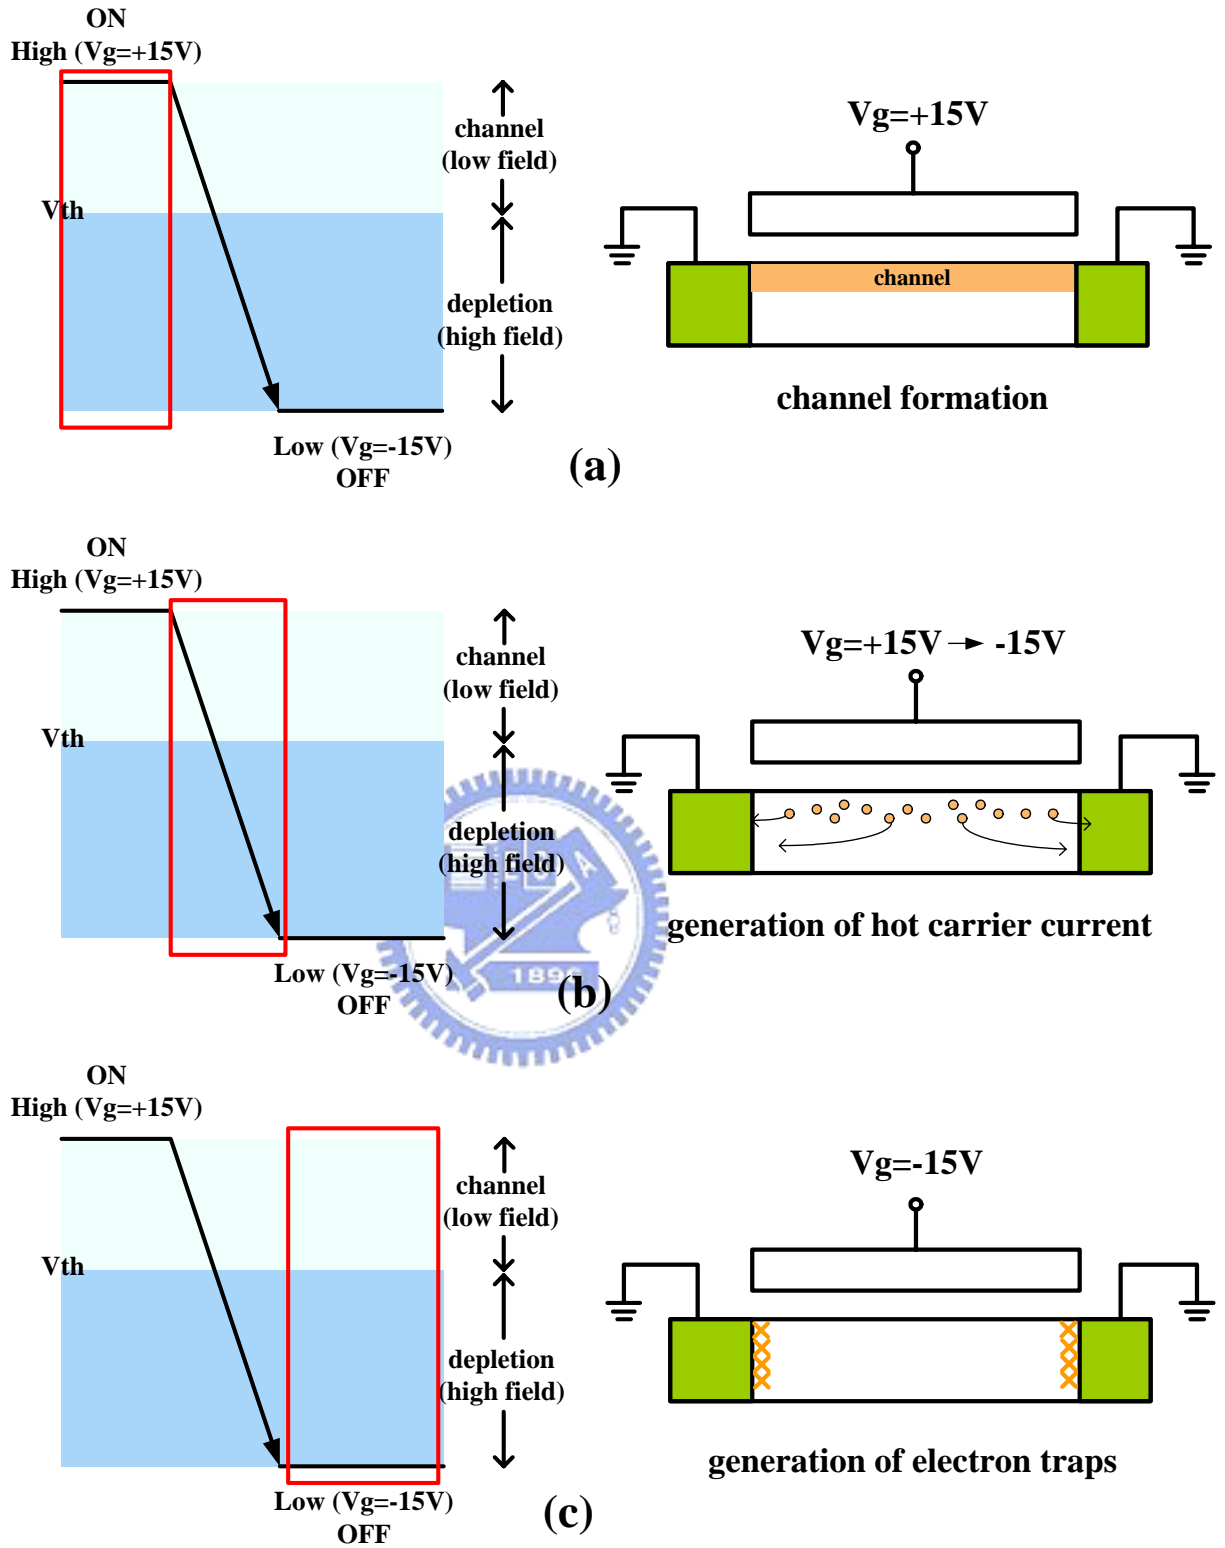 ON
High (Vg=+15V)
Vth
channel
(low field)
depletion
(high field)
Low (Vg=-15V)
OFF
Vg=+15V
channel
channel formation
(a)
ON
High (Vg=+15V)
Vth
channel
(low field)
depletion
(high field)
Low (Vg=-15V)
OFF
Vg=+15V → -15V
generation of hot carrier current
1896
(b)
ON
High (Vg=+15V)
Vth
channel
(low field)
depletion
(high field)
Low (Vg=-15V)
OFF
Vg=-15V
generation of electron traps
(c)